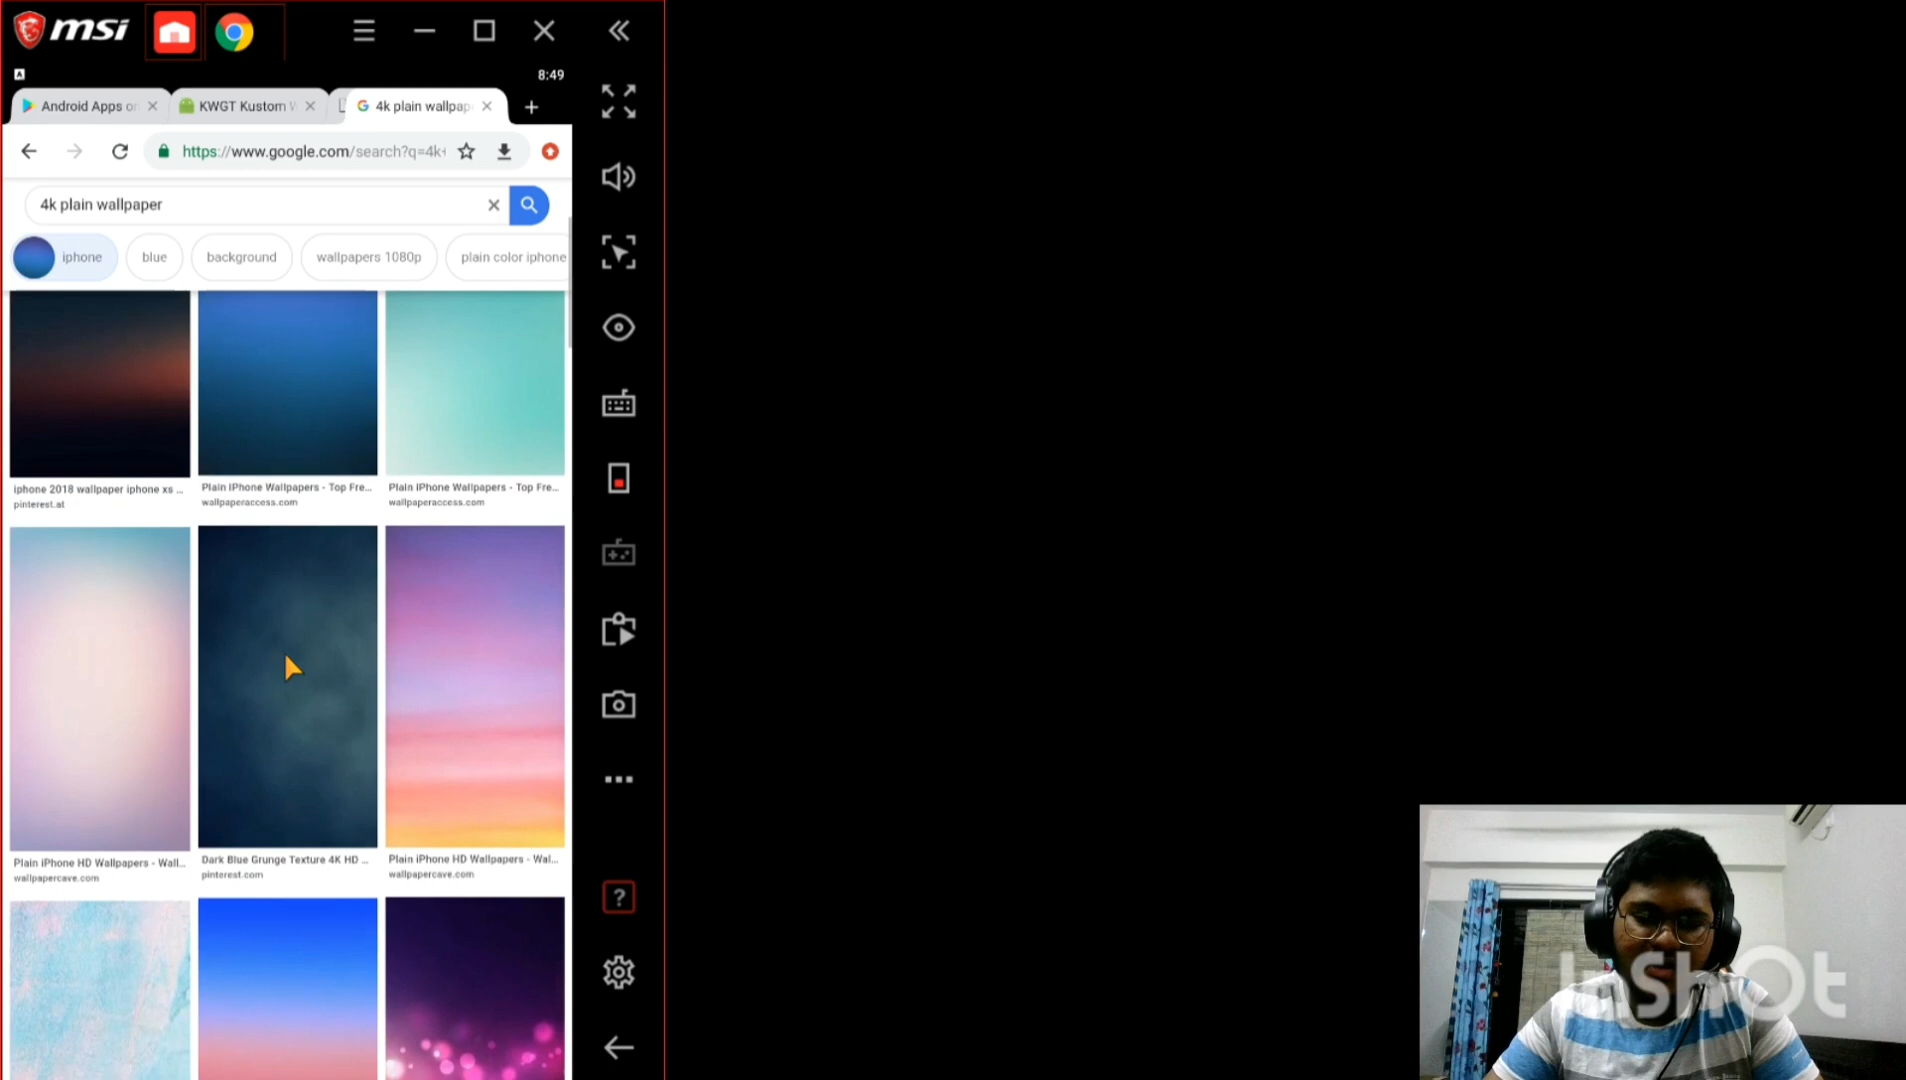 msi
8:49
Android Apps o
KWGT Kustom W
4k plain wallpap
https://www.google.com/search?q=4k+
4k plain wallpaper
iphone
blue
background
wallpapers 1080p
plain color iphone
iphone 2018 wallpaper iphone xs ...
pinterest.at
Plain iPhone Wallpapers - Top Fre...
wallpaperaccess.com
Plain iPhone Wallpapers - Top Fre...
wallpaperaccess.com
Plain iPhone HD Wallpapers - Wall...
wallpapercave.com
Dark Blue Grunge Texture 4K HD ...
pinterest.com
Plain iPhone HD Wallpapers - Wal...
wallpapercave.com
InShOt